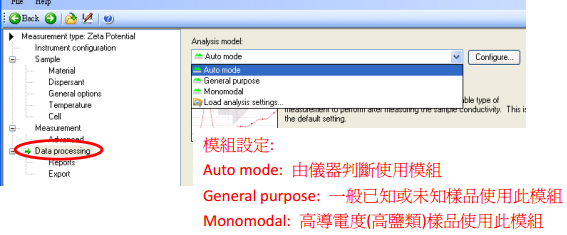 File Help
Back
Measurement type: Zeta Potential
Instrument configuration
Sample
Material
Dispersant
General options
Temperature
Cell
Measurement
Advanced
Data processing
Reports
Export
Analysis model:
Auto mode
Configure...
Auto mode
General purpose
Monomodal
Load analysis settings...
ble type of
measurement to perform after measuring the sample conductivity. This is
the default setting.
模組設定:
Auto mode: 由儀器判斷使用模組
General purpose: 一般已知或未知樣品使用此模組
Monomodal: 高導電度(高鹽類)樣品使用此模組